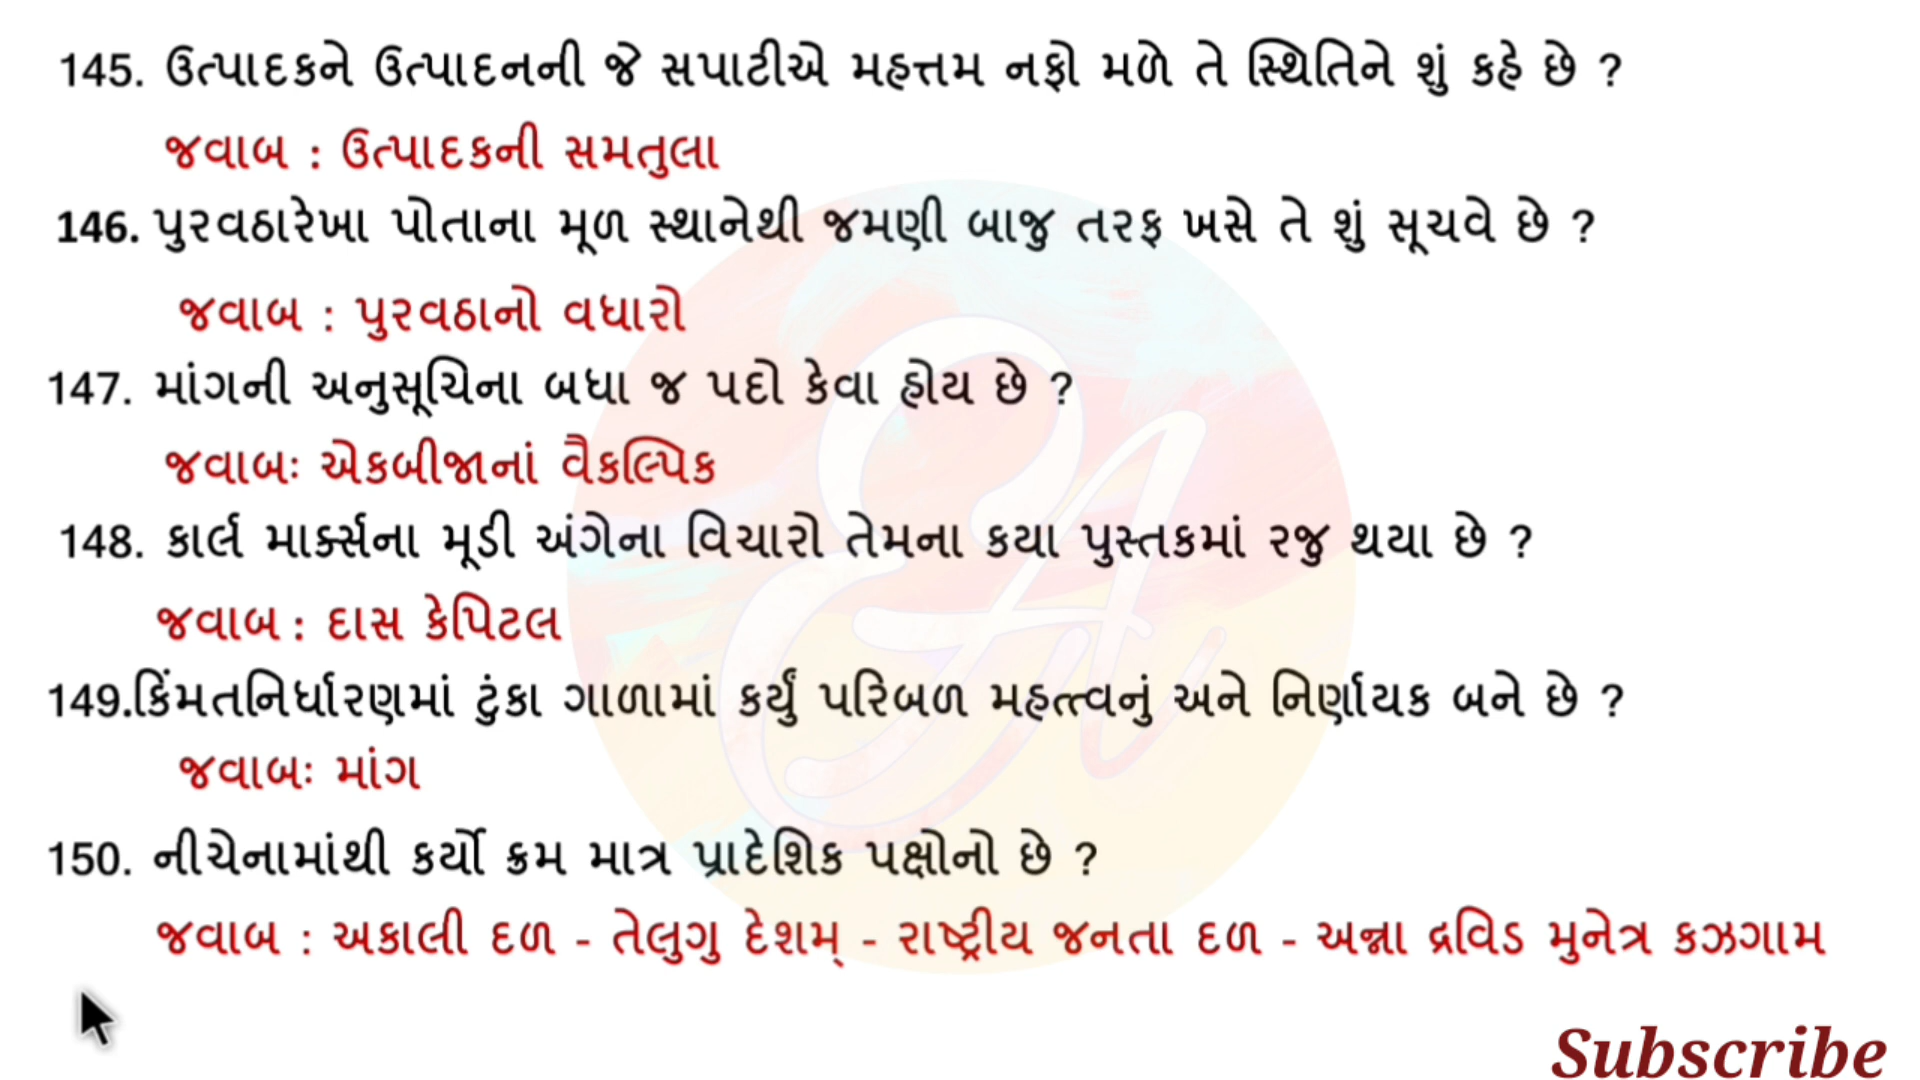 145. ઉત્પાદકને ઉત્પાદનની જે સપાટીએ મહત્તમ નફો મળે તે સ્થિતિને શું કહે છે ?
જવાબ : ઉત્પાદકની સમતુલા
146. પુરવઠારેખા પોતાના મૂળ સ્થાનેથી જમણી બાજુ તરફ ખસે તે શું સૂચવે છે ?
જવાબ : પુરવઠાનો વધારો
147. માંગની અનુસૂચિના બધા જ પદો કેવા હોય છે ?
જવાબઃ એકબીજાનાં વૈકલ્પિક
148. કાર્લ માર્ક્સના મૂડી અંગેના વિચારો તેમના કયા પુસ્તકમાં રજુ થયા છે ?
જવાબ : દાસ કેપિટલ
149.કિંમતનિર્ધારણમાં ટુંકા ગાળામાં કર્યું પરિબળ મહત્ત્વનું અને નિર્ણાયક બને છે ?
જવાબઃ માંગ
150. નીચેનામાંથી કર્યો ક્રમ માત્ર પ્રાદેશિક પક્ષોનો છે ?
જવાબ : અકાલી દળ - તેલુગુ દેશમ્ - રાષ્ટ્રીય જનતા દળ - અન્ના દ્રવિડ મુનેત્ર કઝગામ
EA
Subscribe